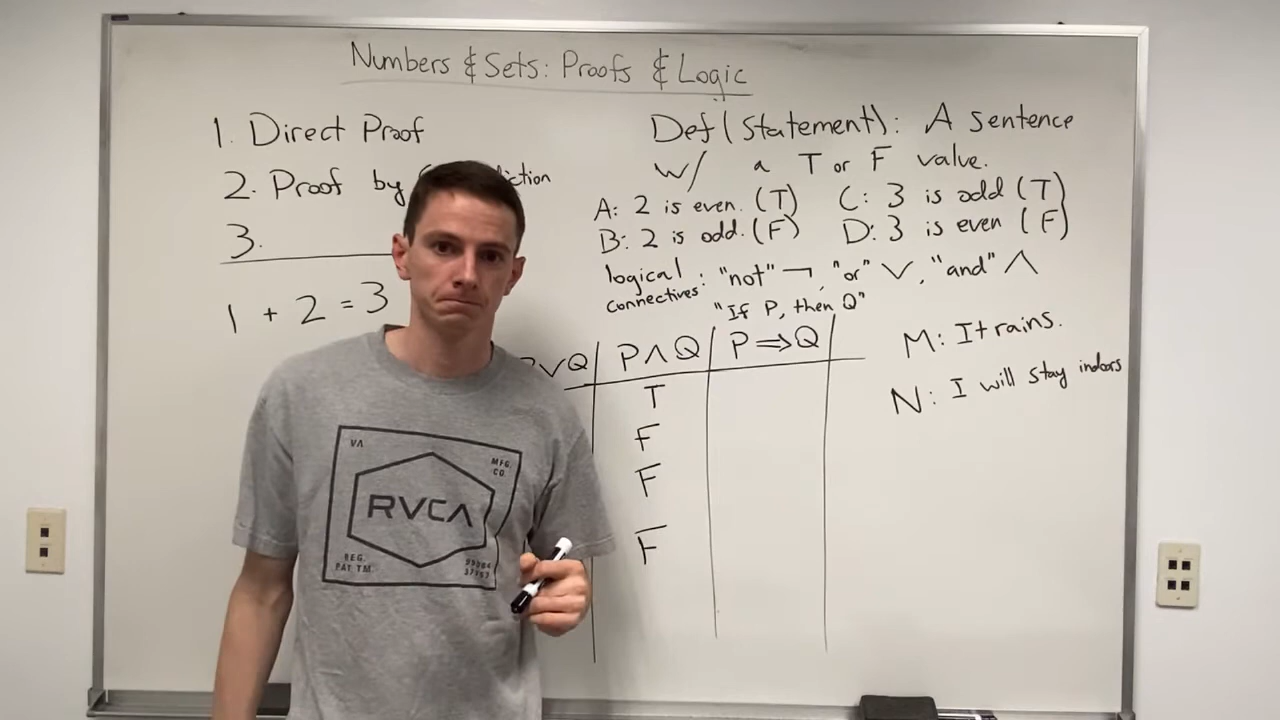 Numbers & Sets: Proofs & Logic
1. Direct Proof
2. Proof by
3.
1 + 2 = 3
Def (Statement): A sentence
w/ a T or F value.
A: 2 is even. (T) C: 3 is odd (T)
B: 2 is odd. (F) D: 3 is even (F)
logical connectives: "not" ¬, "or" ∨, "and" ∧
"If P, then Q"
∨Q P∧Q P⟹Q
T
F
F
F
M: It rains.
N: I will stay indoors
VA
MFG.
CO.
RVCA
REG.
PAT. TM.